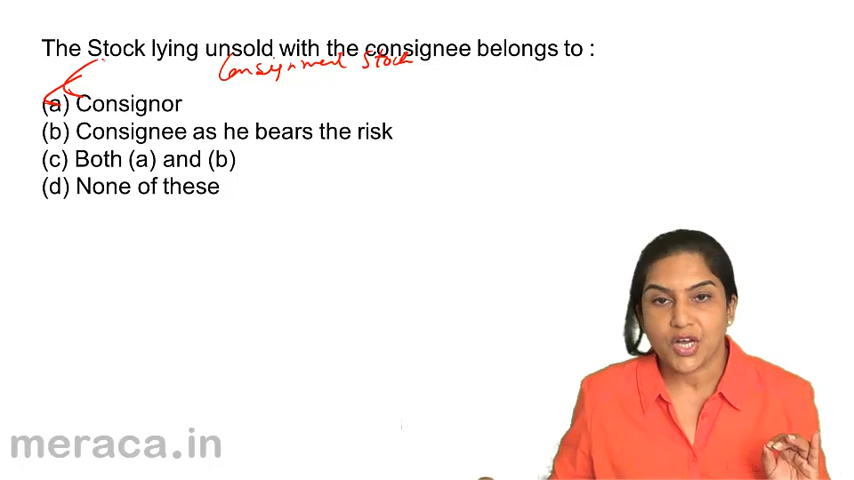 The Stock lying unsold with the consignee belongs to :
Consignment Stock
(a) Consignor
(b) Consignee as he bears the risk
(c) Both (a) and (b)
(d) None of these
meraca.in